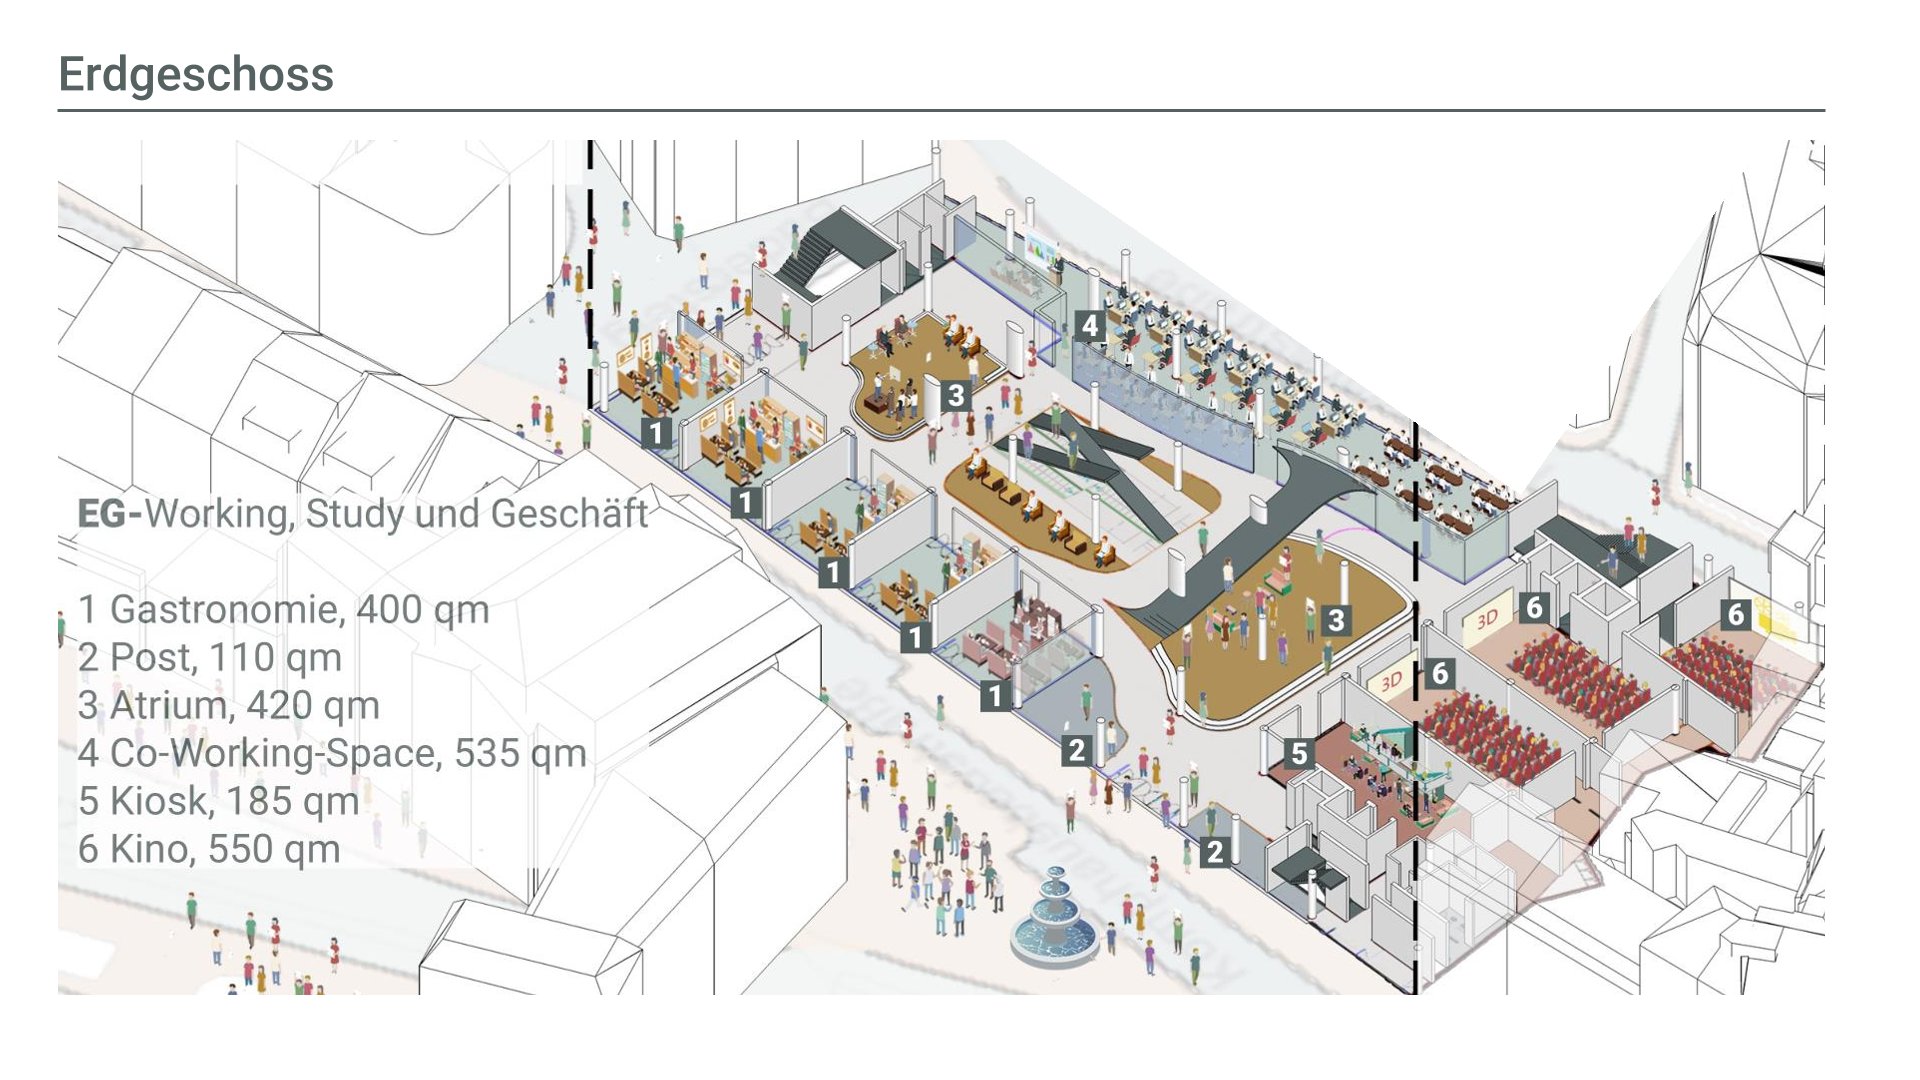 Erdgeschoss
EG-Working, Study und Geschäft
1 Gastronomie, 400 qm
2 Post, 110 qm
3 Atrium, 420 qm
4 Co-Working-Space, 535 qm
5 Kiosk, 185 qm
6 Kino, 550 qm
4
3
1
1
1
1
1
2
2
3
5
6
6
6
3D
3D